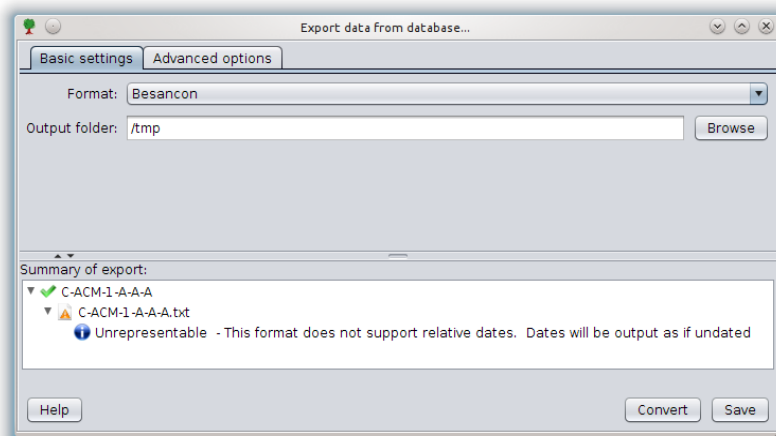 Export data from database...
Basic settings Advanced options
Format: Besancon
Output folder: /tmp Browse
Summary of export:
C-ACM-1-A-A-A
C-ACM-1-A-A-A.txt
Unrepresentable - This format does not support relative dates. Dates will be output as if undated
Help Convert Save